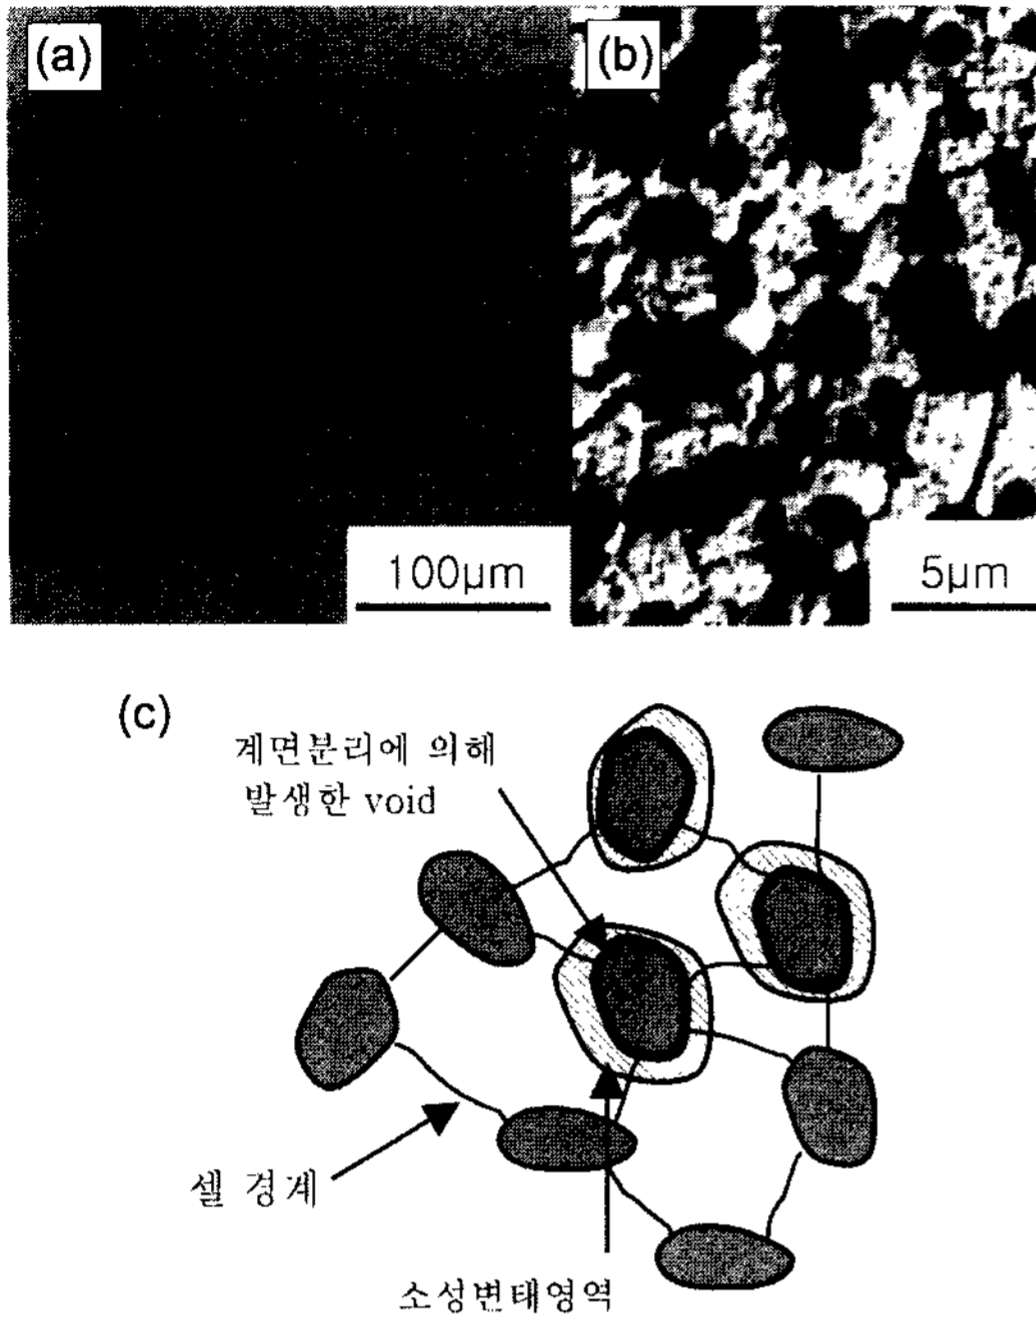 (a)
(b)
100μm
5μm
(c)
계면분리에 의해
발생한 void
셀 경계
소성변태영역